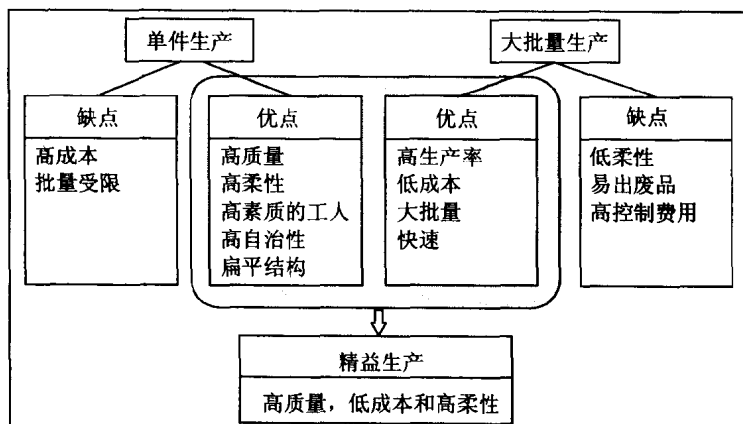 单件生产
大批量生产
缺点
高成本
批量受限
优点
高质量
高柔性
高素质的工人
高自治性
扁平结构
优点
高生产率
低成本
大批量
快速
缺点
低柔性
易出废品
高控制费用
精益生产
高质量，低成本和高柔性